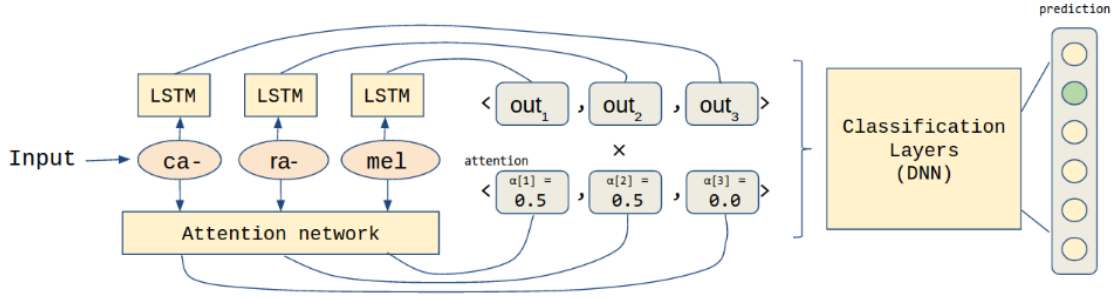 prediction
LSTM LSTM LSTM
< out1 , out2 , out3 >
Input ca- ra- mel
×
attention
< α[1] = 0.5 , α[2] = 0.5 , α[3] = 0.0 >
Attention network
Classification
Layers
(DNN)